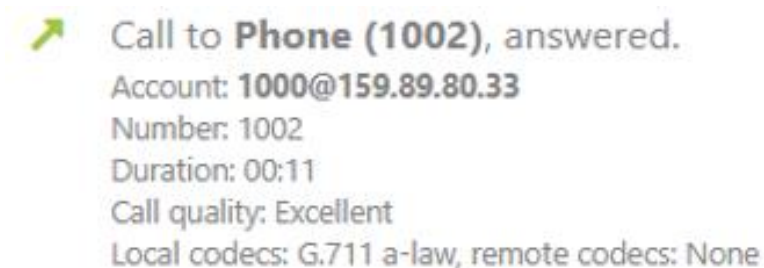 Call to Phone (1002), answered.
Account: 1000@159.89.80.33
Number: 1002
Duration: 00:11
Call quality: Excellent
Local codecs: G.711 a-law, remote codecs: None